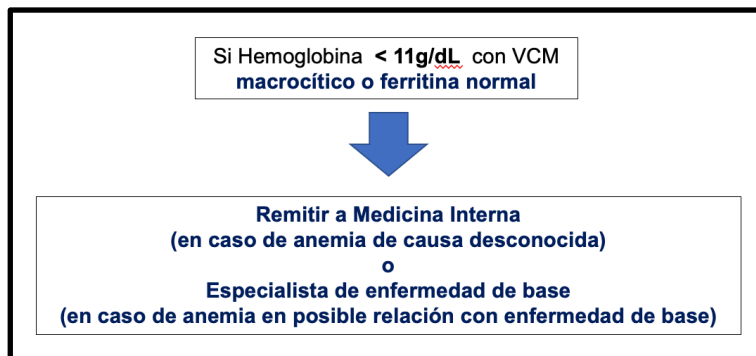 Si Hemoglobina < 11g/dL con VCM
macrocítico o ferritina normal
Remitir a Medicina Interna
(en caso de anemia de causa desconocida)
o
Especialista de enfermedad de base
(en caso de anemia en posible relación con enfermedad de base)